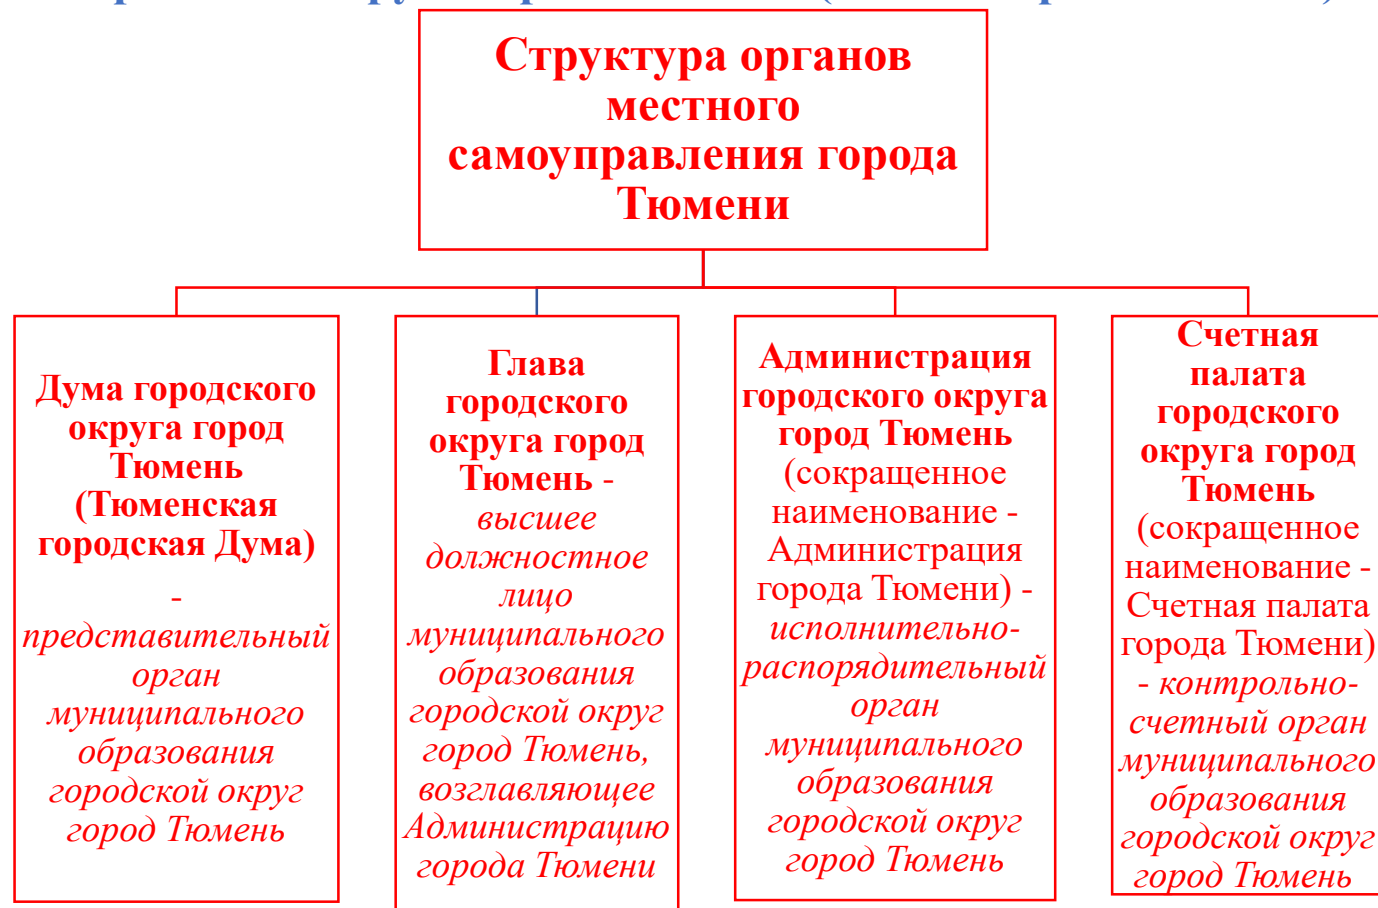 Структура органов
местного
самоуправления города
Тюмени
Дума городского
округа город
Тюмень
(Тюменская
городская Дума)
-
представительный
орган
муниципального
образования
городской округ
город Тюмень
Глава
городского
округа город
Тюмень -
высшее
должностное
лицо
муниципального
образования
городской округ
город Тюмень,
возглавляющее
Администрацию
города Тюмени
Администрация
городского округа
город Тюмень
(сокращенное
наименование -
Администрация
города Тюмени) -
исполнительно-
распорядительный
орган
муниципального
образования
городской округ
город Тюмень
Счетная
палата
городского
округа город
Тюмень
(сокращенное
наименование -
Счетная палата
города Тюмени)
- контрольно-
счетный орган
муниципального
образования
городской округ
город Тюмень